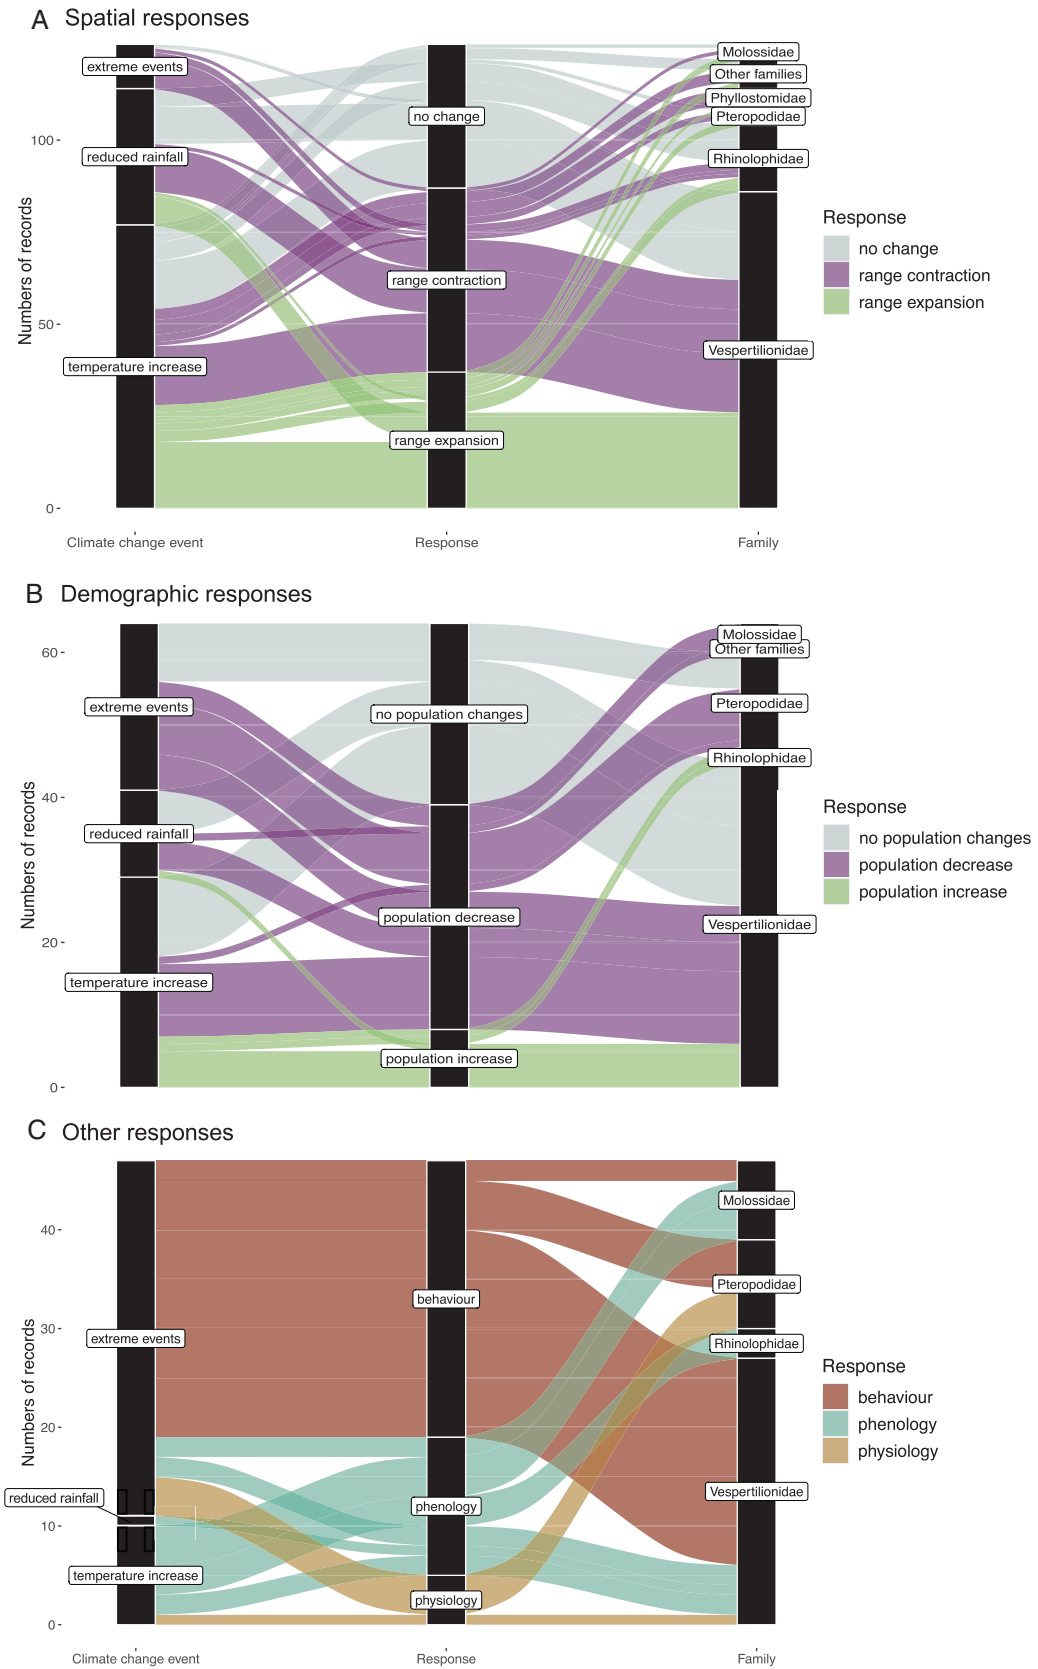 A Spatial responses
Numbers of records
100
50
0
extreme events
reduced rainfall
temperature increase
no change
range contraction
range expansion
Molossidae
Other families
Phyllostomidae
Pteropodidae
Rhinolophidae
Vespertilionidae
Climate change event
Response
Family
Response
no change
range contraction
range expansion
B Demographic responses
Numbers of records
60
40
20
0
extreme events
reduced rainfall
temperature increase
no population changes
population decrease
population increase
Molossidae
Other families
Pteropodidae
Rhinolophidae
Vespertilionidae
Response
no population changes
population decrease
population increase
C Other responses
Numbers of records
40
30
20
10
0
extreme events
reduced rainfall
temperature increase
behaviour
phenology
physiology
Molossidae
Pteropodidae
Rhinolophidae
Vespertilionidae
Climate change event
Response
Family
Response
behaviour
phenology
physiology